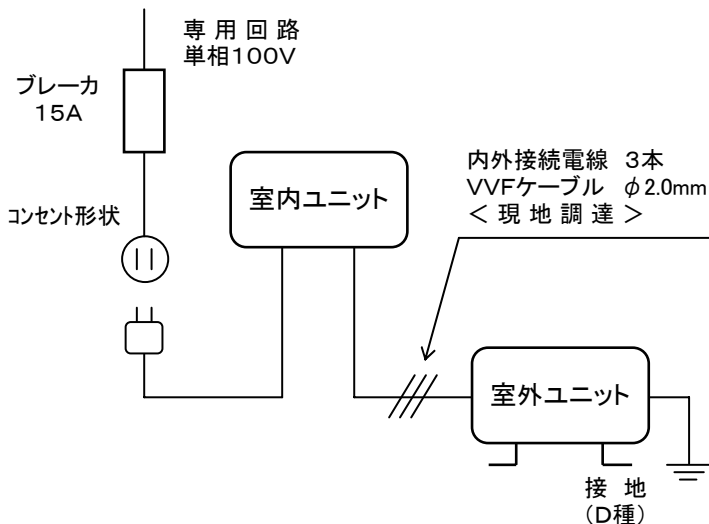 専用回路
単相100V
ブレーカ
15A
コンセント形状
室内ユニット
内外接続電線 3本
VVFケーブル φ2.0mm
＜現地調達＞
室外ユニット
接地
（D種）